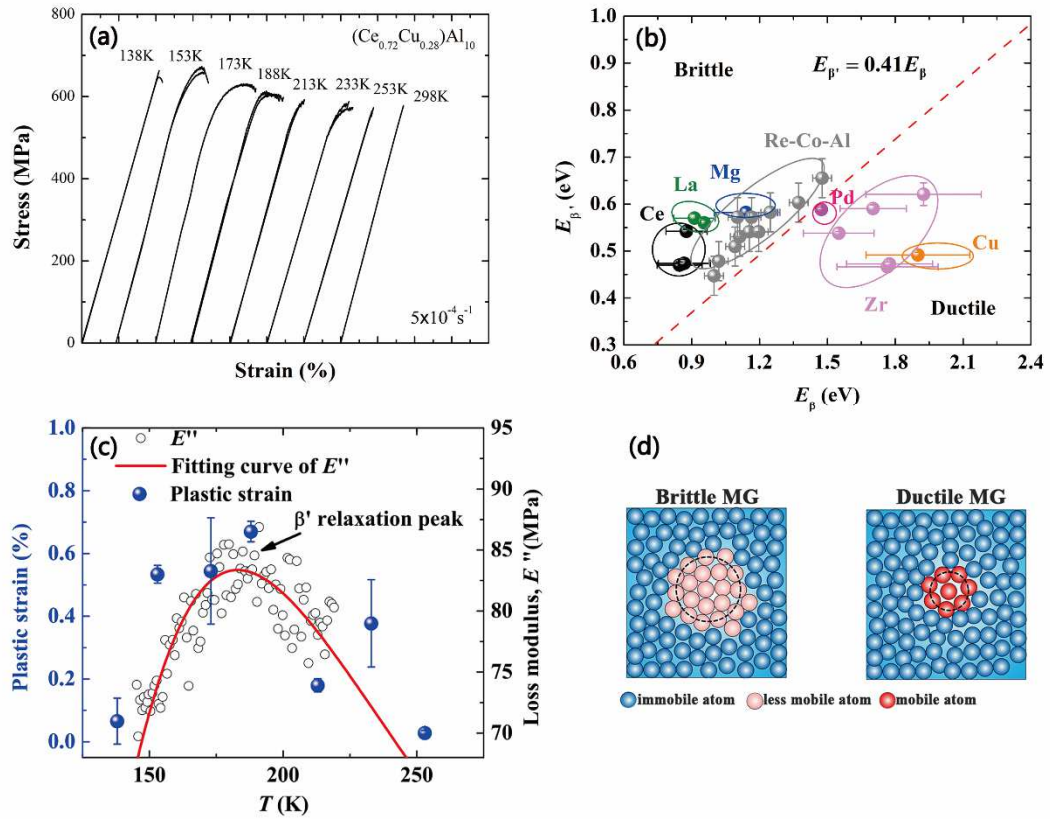 (a)
(Ce0.72Cu0.28)Al10
138K 153K 173K 188K 213K 233K 253K 298K
800
600
400
200
0
Stress (MPa)
5x10-4s-1
Strain (%)
(b)
Brittle
Eβ' = 0.41Eβ
Re-Co-Al
La
Mg
Pd
Ce
Cu
Zr
Ductile
1.0
0.9
0.8
0.7
0.6
0.5
0.4
0.3
Eβ' (eV)
0.6 0.9 1.2 1.5 1.8 2.1 2.4
Eβ (eV)
(c)
E''
Fitting curve of E''
Plastic strain
β' relaxation peak
1.0
0.8
0.6
0.4
0.2
0.0
Plastic strain (%)
95
90
85
80
75
70
Loss modulus, E'' (MPa)
150 200 250
T (K)
(d)
Brittle MG Ductile MG
immobile atom less mobile atom mobile atom